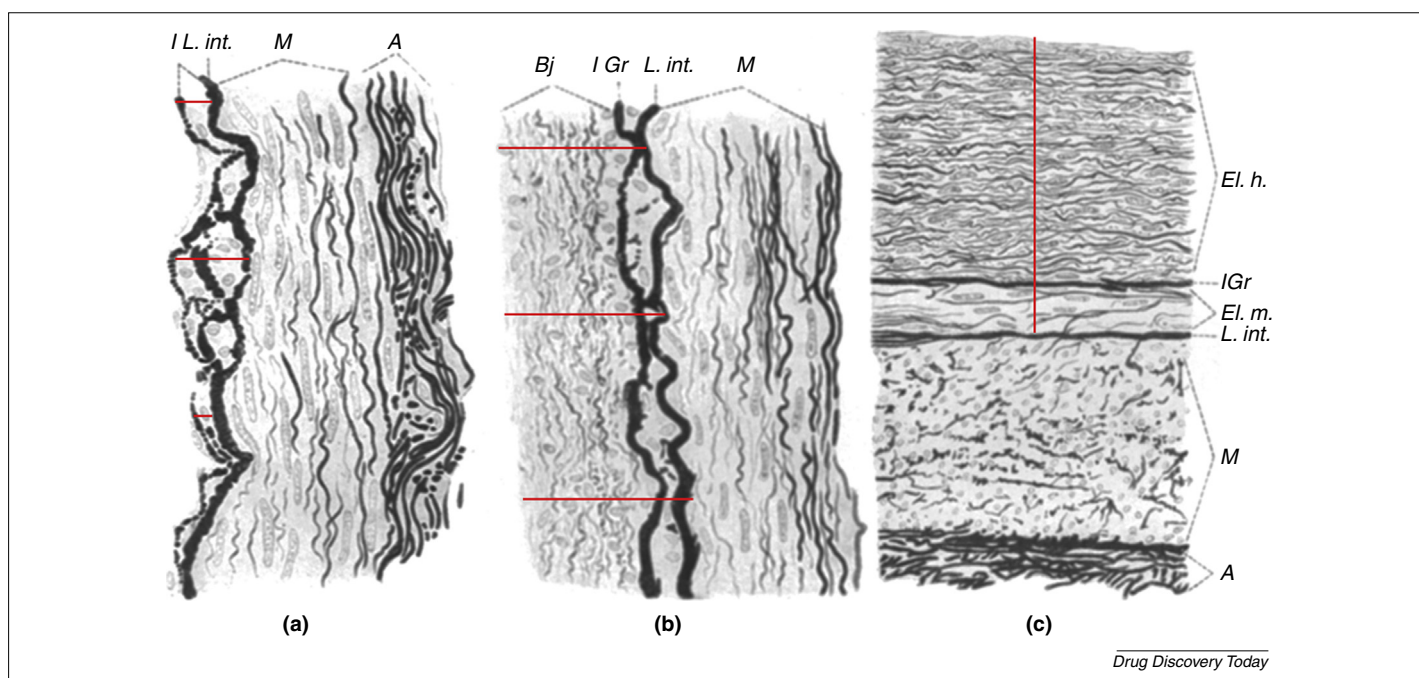 I L. int. M A
Bj I Gr L. int. M
El. h.
IGr
El. m.
L. int.
M
A
(a) (b) (c)
Drug Discovery Today